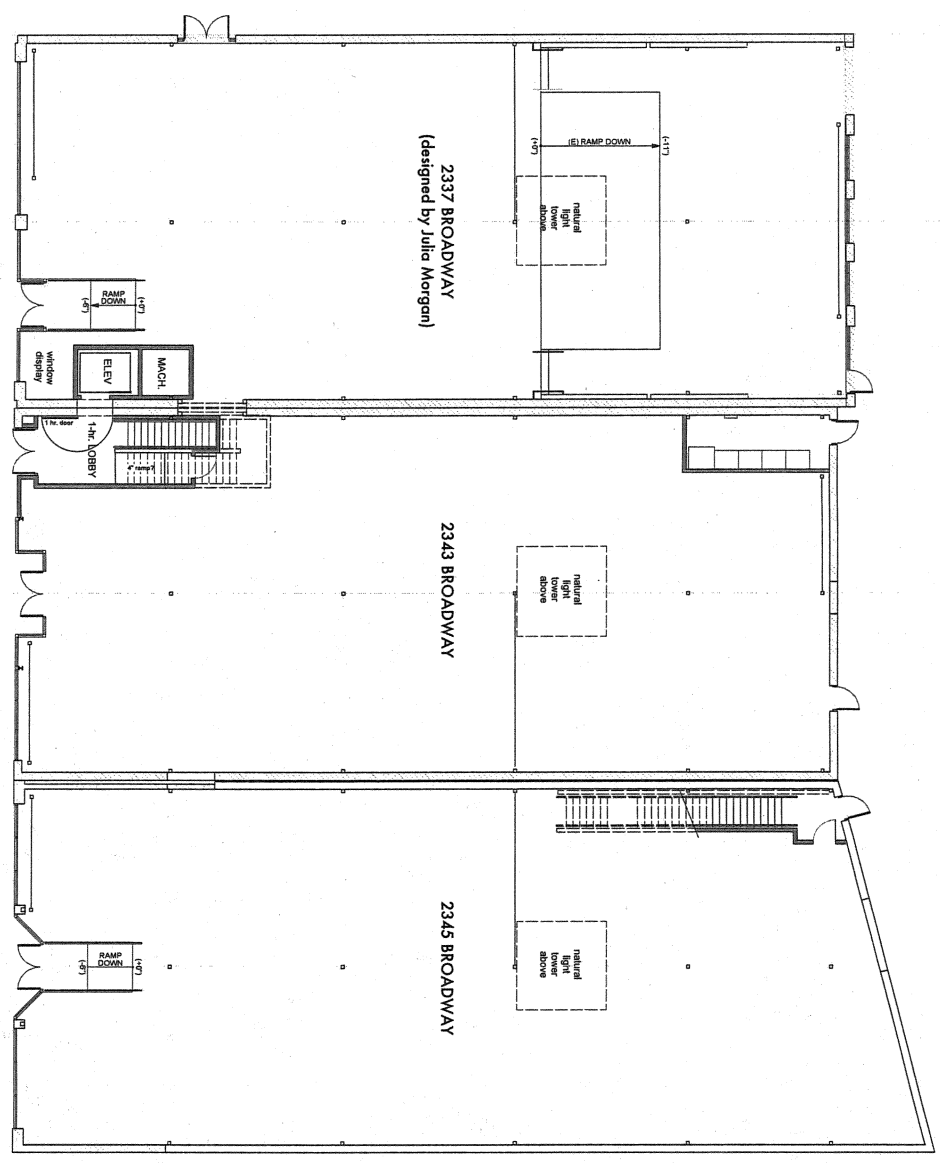 2337 BROADWAY
(designed by Julia Morgan)
(+0")
(E) RAMP DOWN
(-11")
natural
light
tower
above
RAMP
DOWN
(-6")
(+0")
window
display
ELEV
MACH.
1 hr. door
1-hr. LOBBY
4" ramp?
2343 BROADWAY
natural
light
tower
above
2345 BROADWAY
natural
light
tower
above
RAMP
DOWN
(-6")
(+0")